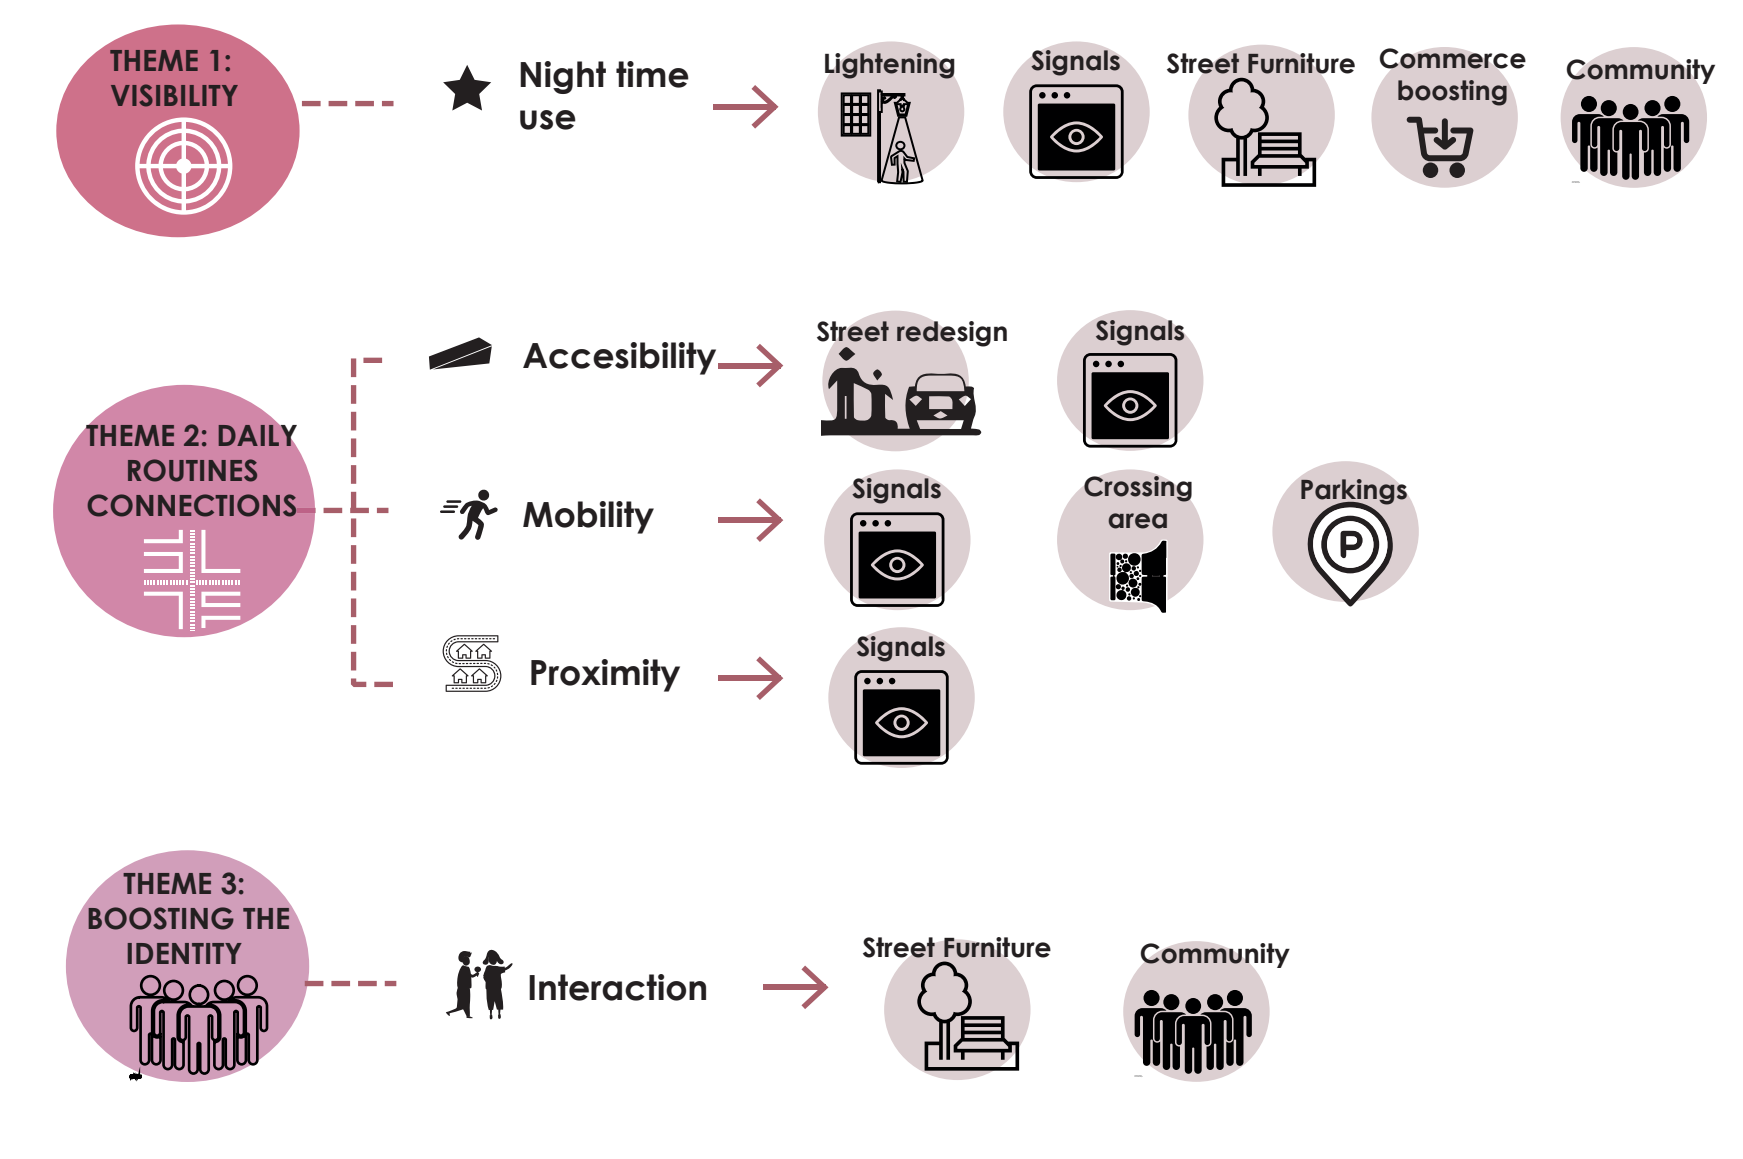 THEME 1:
VISIBILITY
Night time
use
Lightening
Signals
Street Furniture
Commerce
boosting
Community
THEME 2: DAILY
ROUTINES
CONNECTIONS
Accesibility
Street redesign
Signals
Mobility
Signals
Crossing
area
Parkings
P
Proximity
Signals
THEME 3:
BOOSTING THE
IDENTITY
Interaction
Street Furniture
Community